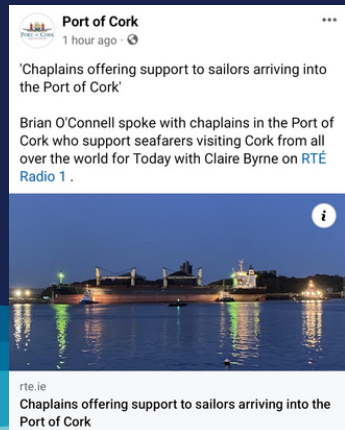 Port of Cork
1 hour ago ·
'Chaplains offering support to sailors arriving into
the Port of Cork'
Brian O'Connell spoke with chaplains in the Port of
Cork who support seafarers visiting Cork from all
over the world for Today with Claire Byrne on RTÉ
Radio 1 .
rte.ie
Chaplains offering support to sailors arriving into the
Port of Cork